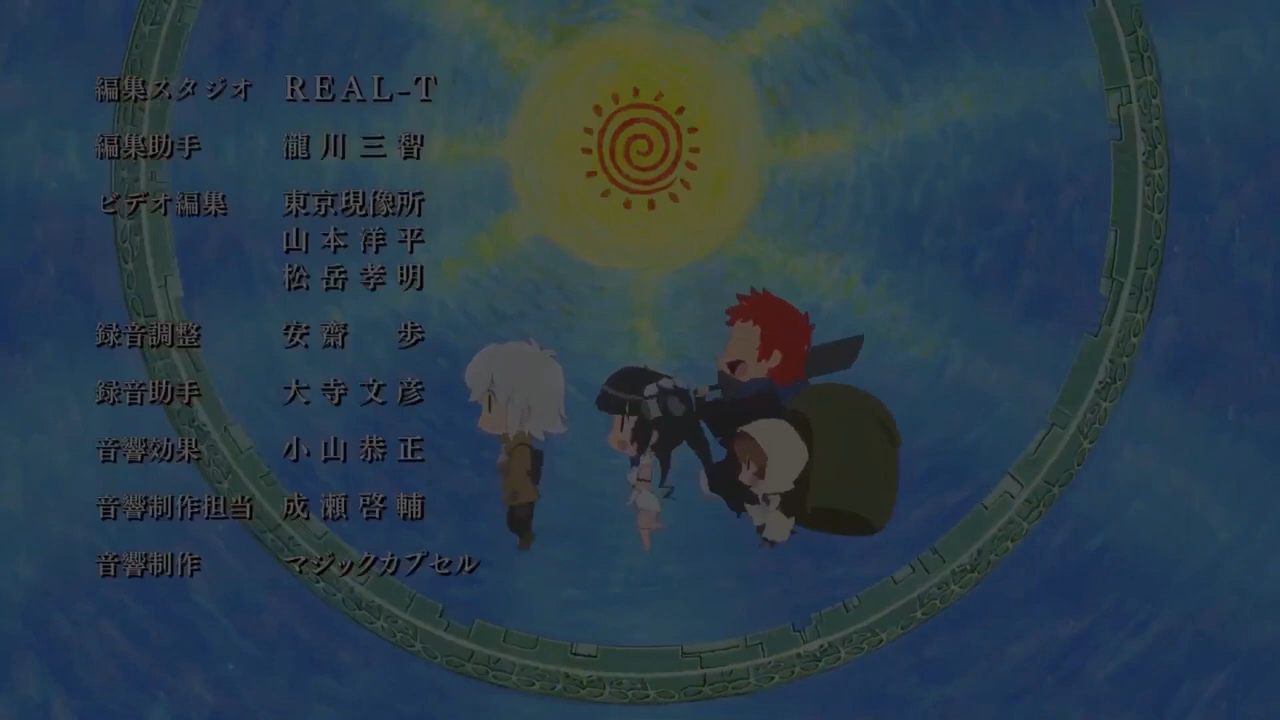 編集スタジオ REAL-T
編集助手 瀧川三智
ビデオ編集 東京現像所
山本洋平
松岳孝明
録音調整 安齋 歩
録音助手 大寺文彦
音響効果 小山恭正
音響制作担当 成瀬啓輔
音響制作 マジックカプセル